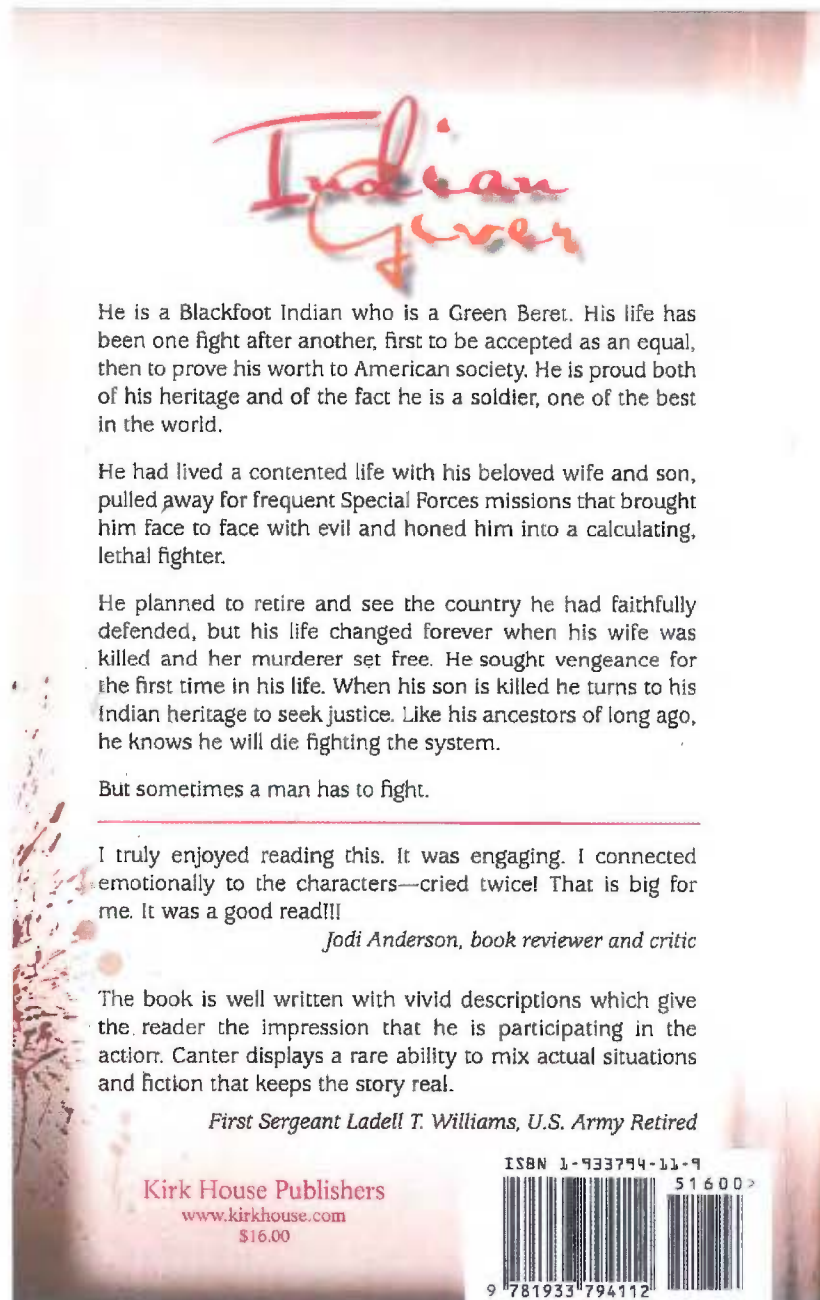 Indian
Giver
He is a Blackfoot Indian who is a Green Beret. His life has
been one fight after another, first to be accepted as an equal,
then to prove his worth to American society. He is proud both
of his heritage and of the fact he is a soldier, one of the best
in the world.
He had lived a contented life with his beloved wife and son,
pulled away for frequent Special Forces missions that brought
him face to face with evil and honed him into a calculating,
lethal fighter.
He planned to retire and see the country he had faithfully
defended, but his life changed forever when his wife was
killed and her murderer set free. He sought vengeance for
the first time in his life. When his son is killed he turns to his
Indian heritage to seek justice. Like his ancestors of long ago,
he knows he will die fighting the system.
But sometimes a man has to fight.
I truly enjoyed reading this. It was engaging. I connected
emotionally to the characters—cried twice! That is big for
me. It was a good read!!!
Jodi Anderson, book reviewer and critic
The book is well written with vivid descriptions which give
the reader the impression that he is participating in the
action. Canter displays a rare ability to mix actual situations
and fiction that keeps the story real.
First Sergeant Ladell T. Williams, U.S. Army Retired
Kirk House Publishers
www.kirkhouse.com
$16.00
ISBN 1-933794-11-9
51600>
9 781933 794112